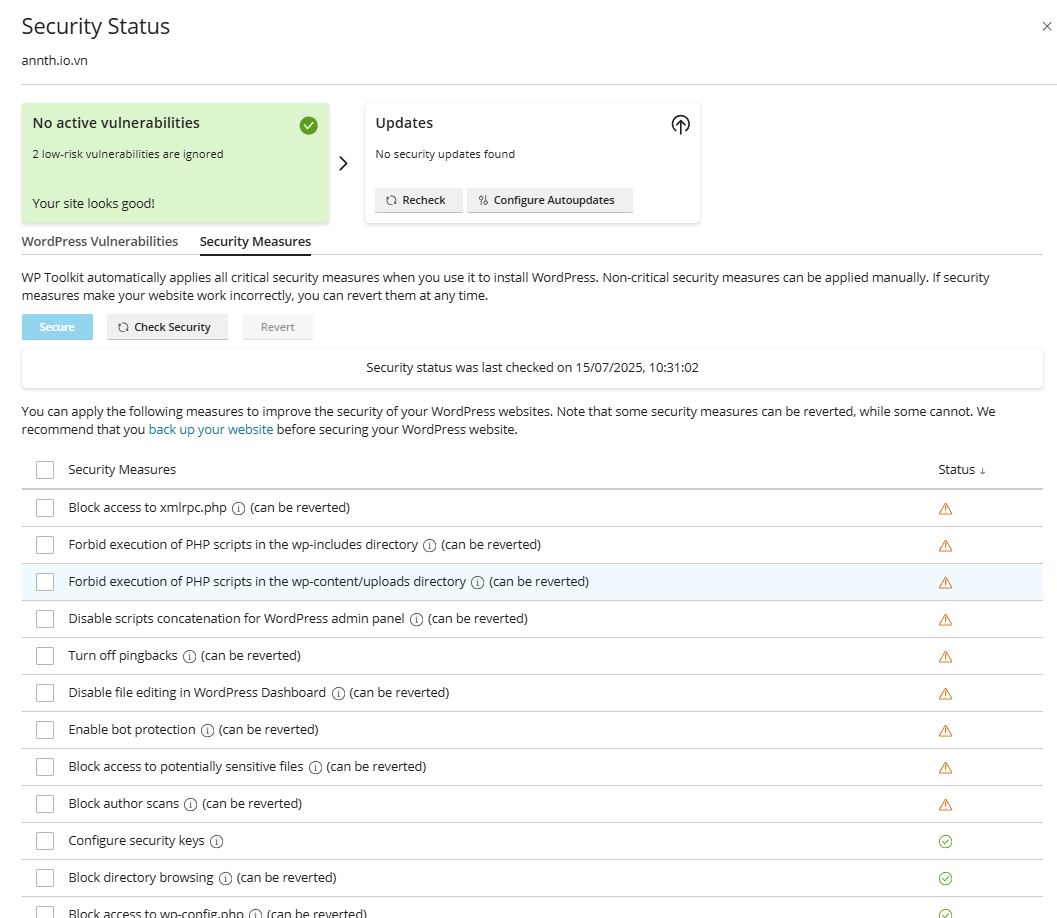 Security Status
annth.io.vn
No active vulnerabilities
2 low-risk vulnerabilities are ignored
Your site looks good!
Updates
No security updates found
Recheck
Configure Autoupdates
WordPress Vulnerabilities
Security Measures
WP Toolkit automatically applies all critical security measures when you use it to install WordPress. Non-critical security measures can be applied manually. If security
measures make your website work incorrectly, you can revert them at any time.
Secure
Check Security
Revert
Security status was last checked on 15/07/2025, 10:31:02
You can apply the following measures to improve the security of your WordPress websites. Note that some security measures can be reverted, while some cannot. We
recommend that you back up your website before securing your WordPress website.
Security Measures Status ↓
Block access to xmlrpc.php (can be reverted)
Forbid execution of PHP scripts in the wp-includes directory (can be reverted)
Forbid execution of PHP scripts in the wp-content/uploads directory (can be reverted)
Disable scripts concatenation for WordPress admin panel (can be reverted)
Turn off pingbacks (can be reverted)
Disable file editing in WordPress Dashboard (can be reverted)
Enable bot protection (can be reverted)
Block access to potentially sensitive files (can be reverted)
Block author scans (can be reverted)
Configure security keys
Block directory browsing (can be reverted)
Block access to wp-config.php (can be reverted)